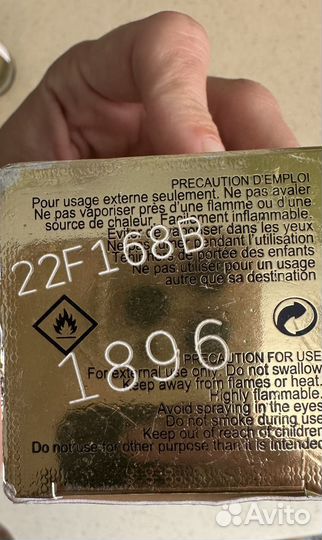 PRECAUTION D'EMPLOI
Pour usage externe seulement. Ne pas avaler
Ne pas vaporiser près d'une flamme ou d'une
source de chaleur. Facilement inflammable.
Eviter de vaporiser dans les yeux
Ne pas fumer pendant l'utilisation
Tenir hors de portée des enfants
Ne pas utiliser pour un usage
autre que sa destination
22F168B
1896
PRECAUTION FOR USE
For external use only. Do not swallow
Keep away from flames or heat.
Highly flammable.
Avoid spraying in the eyes
Do not smoke during use
Keep out of reach of children
Do not use for other purpose than it is intended
Avito